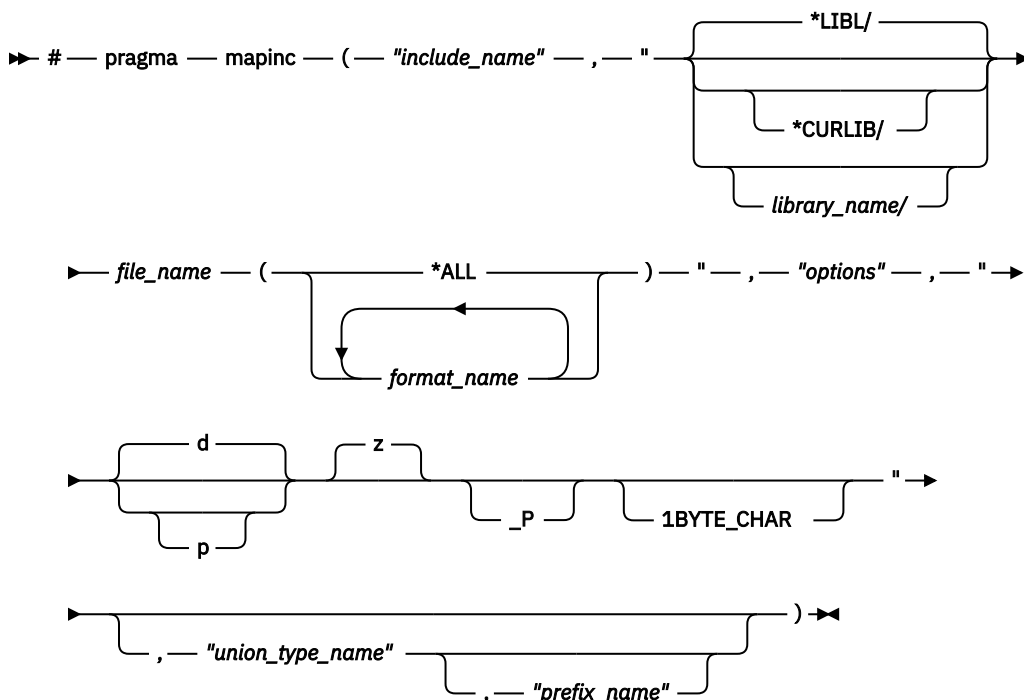 *LIBL/
# pragma mapinc ( "include_name" , "
*CURLIB/
library_name/
file_name ( *ALL ) " , "options" , "
format_name
d z
"
_P 1BYTE_CHAR
p
)
, "union_type_name"
, "prefix_name"